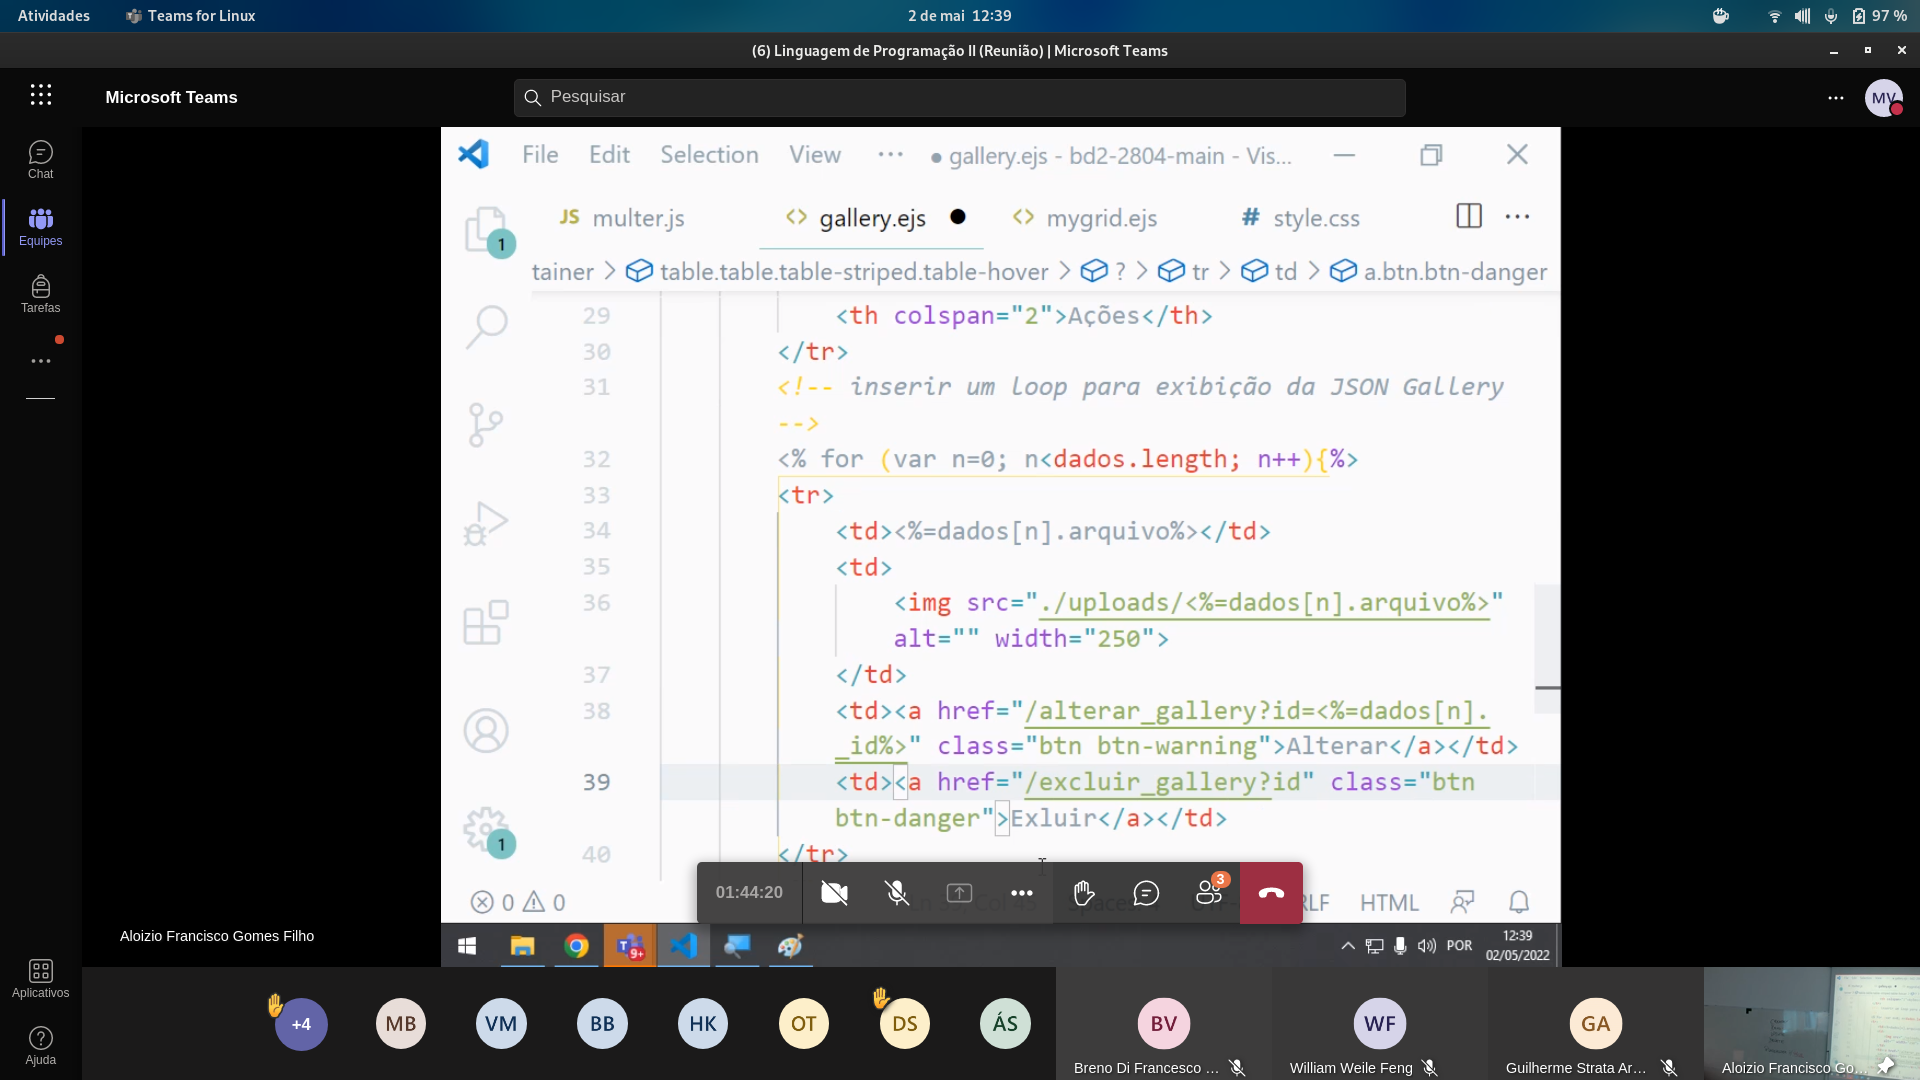 Atividades
Teams for Linux
2 de mai 12:39
97 %
(6) Linguagem de Programação II (Reunião) | Microsoft Teams
Microsoft Teams
Pesquisar
MV
Chat
Equipes
Tarefas
Aplicativos
Ajuda
File Edit Selection View ··· ● gallery.ejs - bd2-2804-main - Vis...
JS multer.js
<> gallery.ejs ●
<> mygrid.ejs
# style.css
1
tainer > table.table.table-striped.table-hover > ? > tr > td > a.btn.btn-danger
29 <th colspan="2">Ações</th>
30 </tr>
31 <!-- inserir um loop para exibição da JSON Gallery
-->
32 <% for (var n=0; n<dados.length; n++){%>
33 <tr>
34 <td><%=dados[n].arquivo%></td>
35 <td>
36 <img src="./uploads/<%=dados[n].arquivo%>"
alt="" width="250">
37 </td>
38 <td><a href="/alterar_gallery?id=<%=dados[n].
_id%>" class="btn btn-warning">Alterar</a></td>
39 <td><a href="/excluir_gallery?id" class="btn
btn-danger">Exluir</a></td>
40 </tr>
1
0 0
RLF HTML
01:44:20
3
9+
POR
12:39
02/05/2022
Aloizio Francisco Gomes Filho
+4
MB
VM
BB
HK
OT
DS
ÁS
BV
Breno Di Francesco ...
WF
William Weile Feng
GA
Guilherme Strata Ar...
Aloizio Francisco Go...